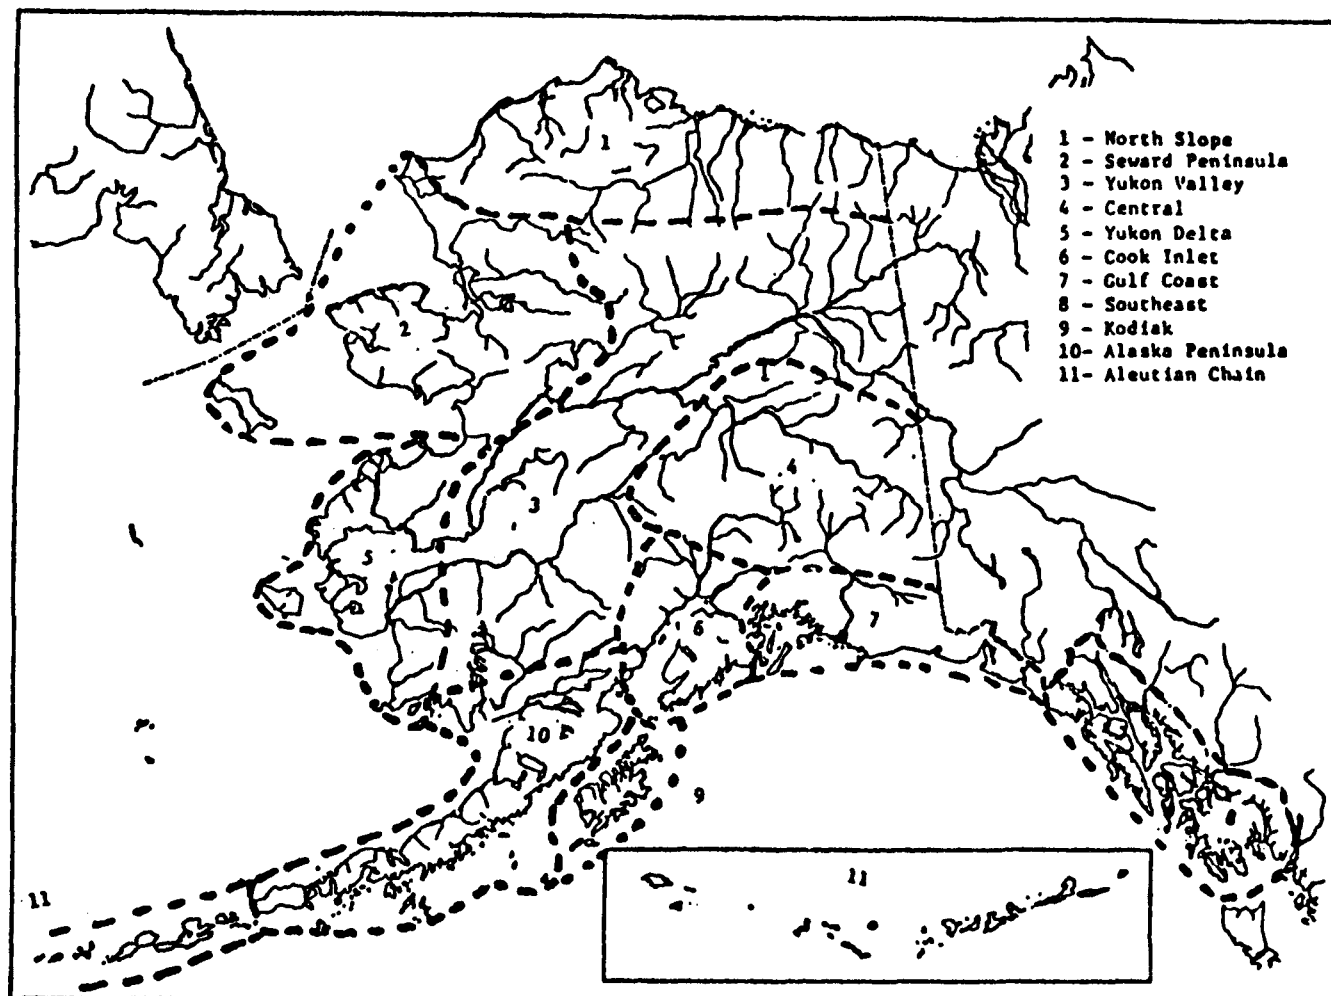 1 - North Slope
2 - Seward Peninsula
3 - Yukon Valley
4 - Central
5 - Yukon Delta
6 - Cook Inlet
7 - Gulf Coast
8 - Southeast
9 - Kodiak
10- Alaska Peninsula
11- Aleutian Chain
1
2
4
3
5
6
7
10
9
11
11